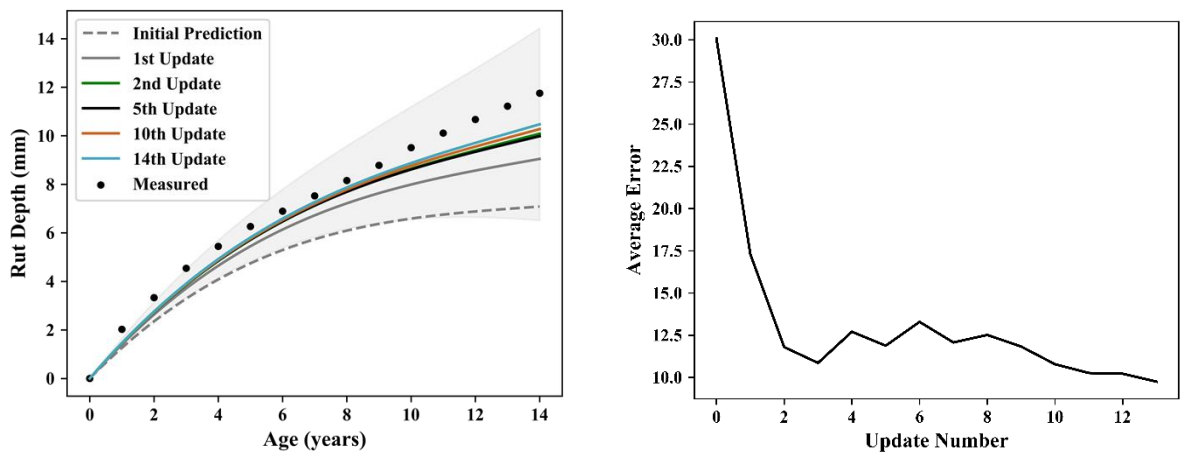 14
12
10
8
6
4
2
0
Rut Depth (mm)
Initial Prediction
1st Update
2nd Update
5th Update
10th Update
14th Update
Measured
0 2 4 6 8 10 12 14
Age (years)
30.0
27.5
25.0
22.5
20.0
17.5
15.0
12.5
10.0
Average Error
0 2 4 6 8 10 12
Update Number